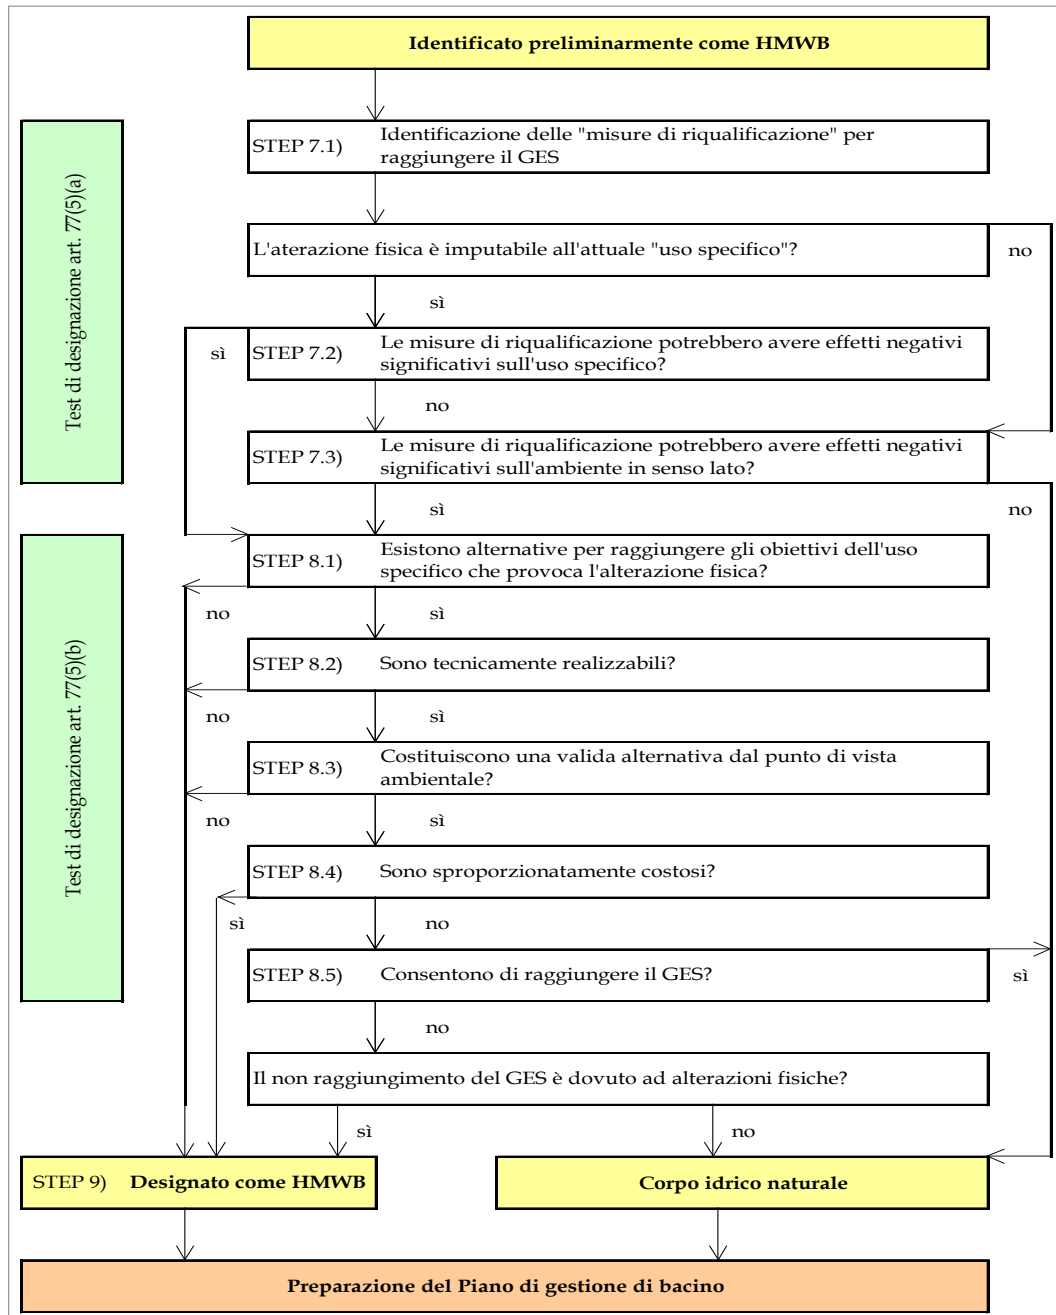 Identificato preliminarmente come HMWB
Test di designazione art. 77(5)(a)
STEP 7.1) Identificazione delle "misure di riqualificazione" per
raggiungere il GES
L'aterazione fisica è imputabile all'attuale "uso specifico"?
no
sì
sì
STEP 7.2) Le misure di riqualificazione potrebbero avere effetti negativi
significativi sull'uso specifico?
no
STEP 7.3) Le misure di riqualificazione potrebbero avere effetti negativi
significativi sull'ambiente in senso lato?
sì
no
Test di designazione art. 77(5)(b)
STEP 8.1) Esistono alternative per raggiungere gli obiettivi dell'uso
specifico che provoca l'alterazione fisica?
no
sì
STEP 8.2) Sono tecnicamente realizzabili?
no
sì
STEP 8.3) Costituiscono una valida alternativa dal punto di vista
ambientale?
no
sì
STEP 8.4) Sono sproporzionatamente costosi?
sì
no
STEP 8.5) Consentono di raggiungere il GES?
sì
no
Il non raggiungimento del GES è dovuto ad alterazioni fisiche?
sì
no
STEP 9) Designato come HMWB
Corpo idrico naturale
Preparazione del Piano di gestione di bacino